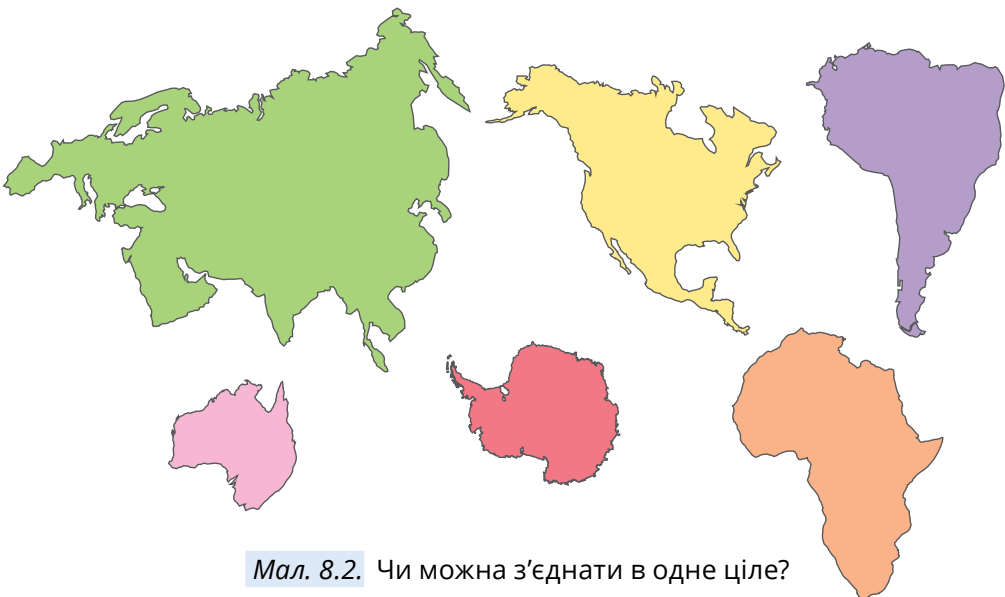 Мал. 8.2. Чи можна з’єднати в одне ціле?